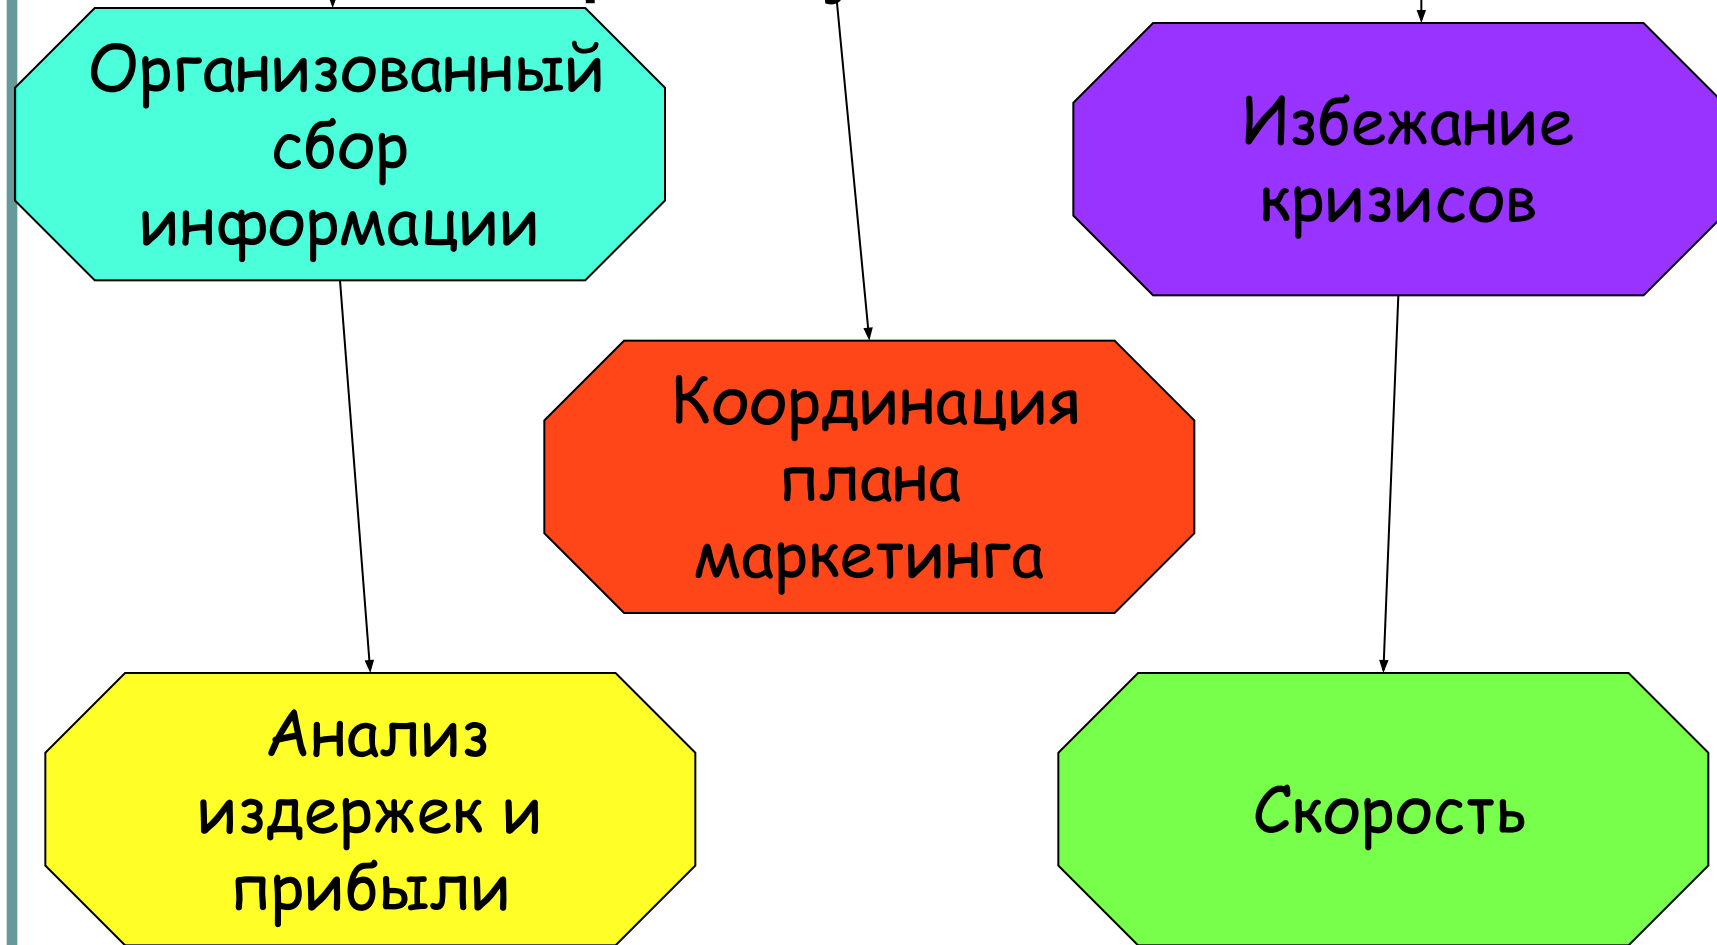 Организованный
сбор
информации
Избежание
кризисов
Координация
плана
маркетинга
Анализ
издержек и
прибыли
Скорость